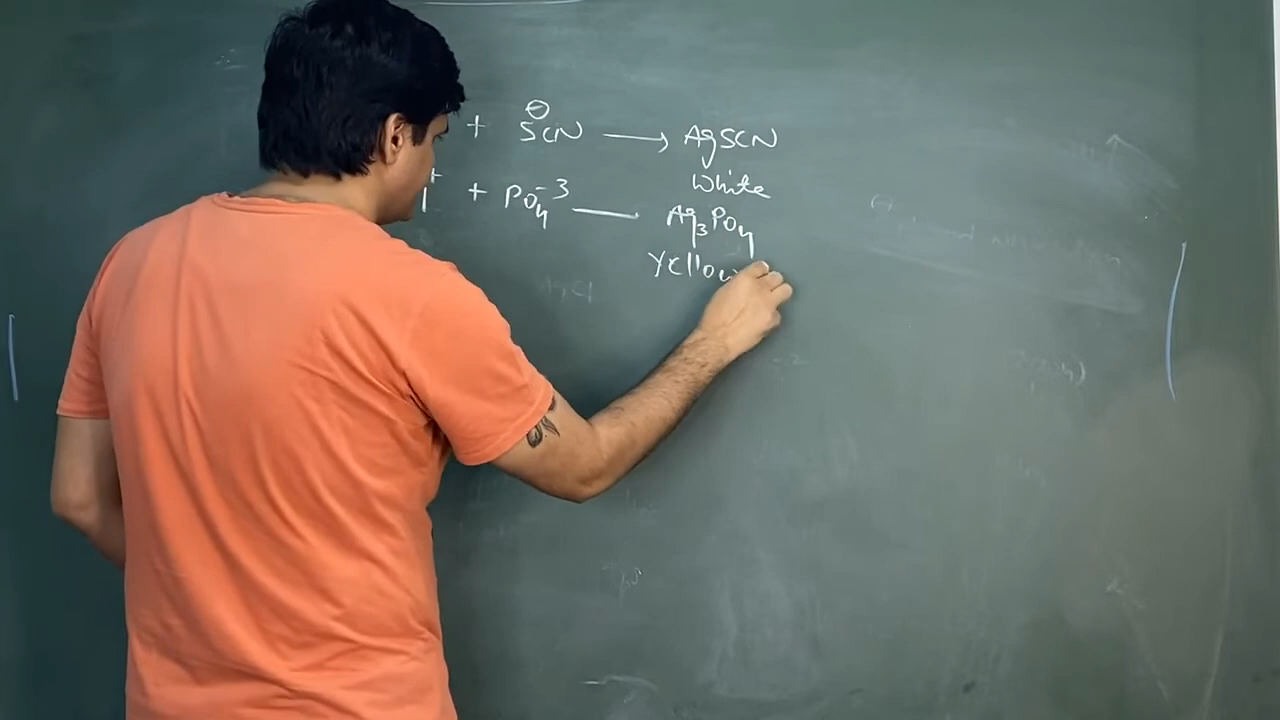 + SCN⊖ ⟶ AgSCN
White
+ + PO₄⁻³ — Ag₃PO₄
Yellow